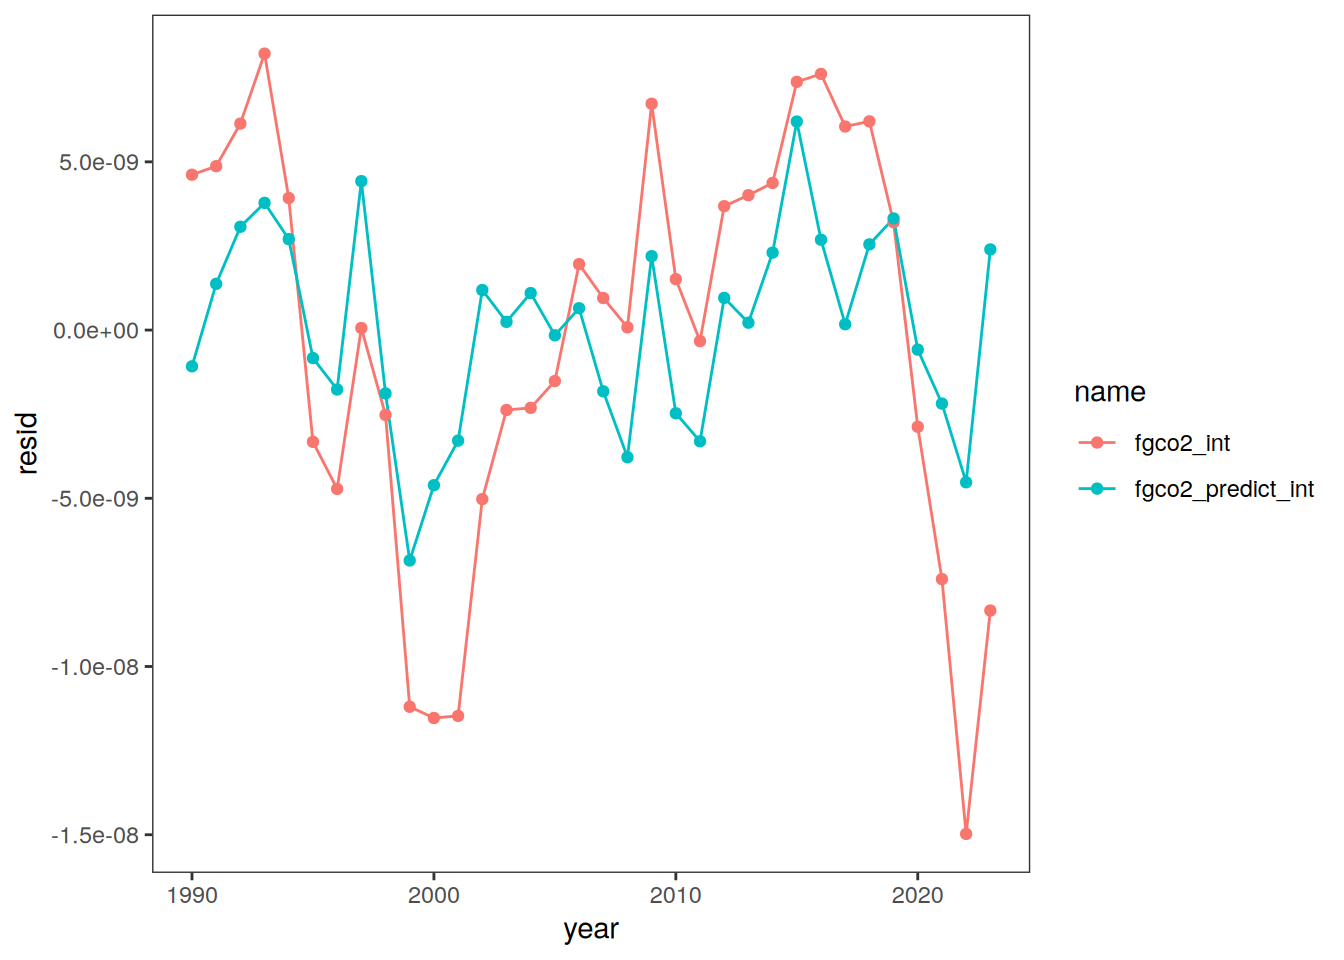 5.0e-09
0.0e+00
-5.0e-09
-1.0e-08
-1.5e-08
resid
1990 2000 2010 2020
year
name
fgco2_int
fgco2_predict_int